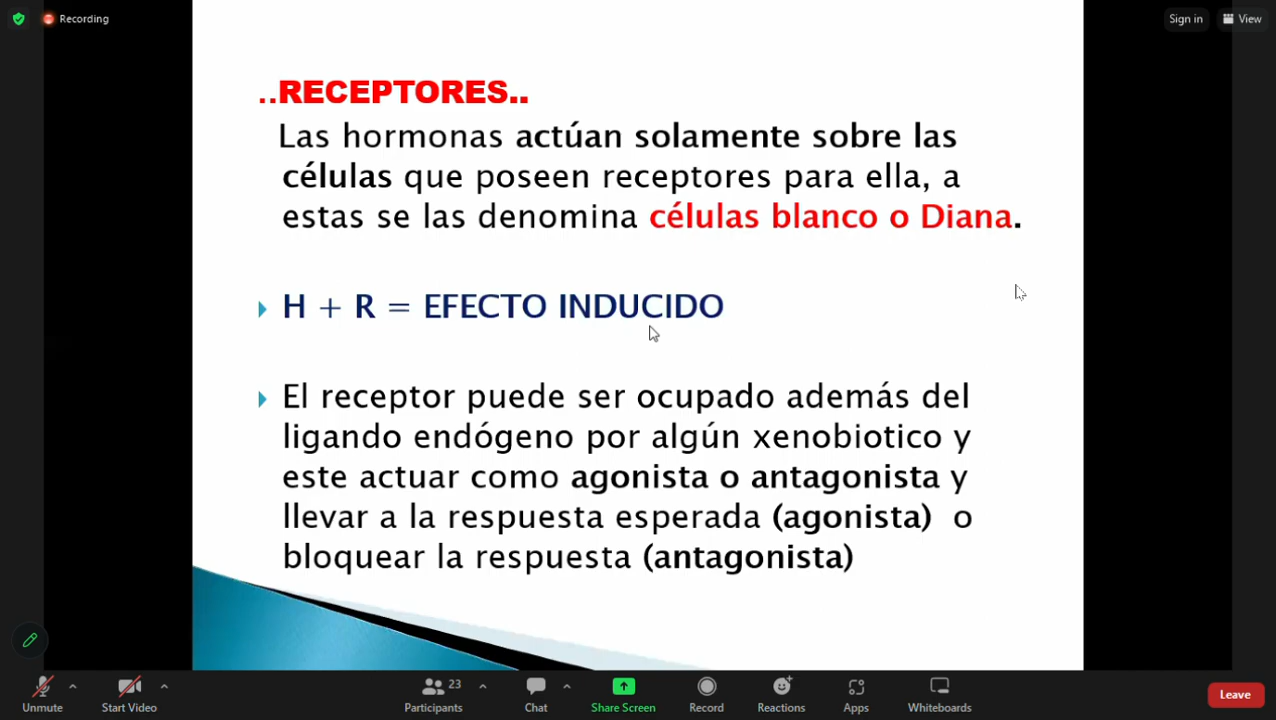 Recording
Sign in
View
..RECEPTORES..
Las hormonas actúan solamente sobre las
células que poseen receptores para ella, a
estas se las denomina células blanco o Diana.
H + R = EFECTO INDUCIDO
El receptor puede ser ocupado además del
ligando endógeno por algún xenobiotico y
este actuar como agonista o antagonista y
llevar a la respuesta esperada (agonista) o
bloquear la respuesta (antagonista)
Unmute
Start Video
23
Participants
Chat
Share Screen
Record
Reactions
Apps
Whiteboards
Leave